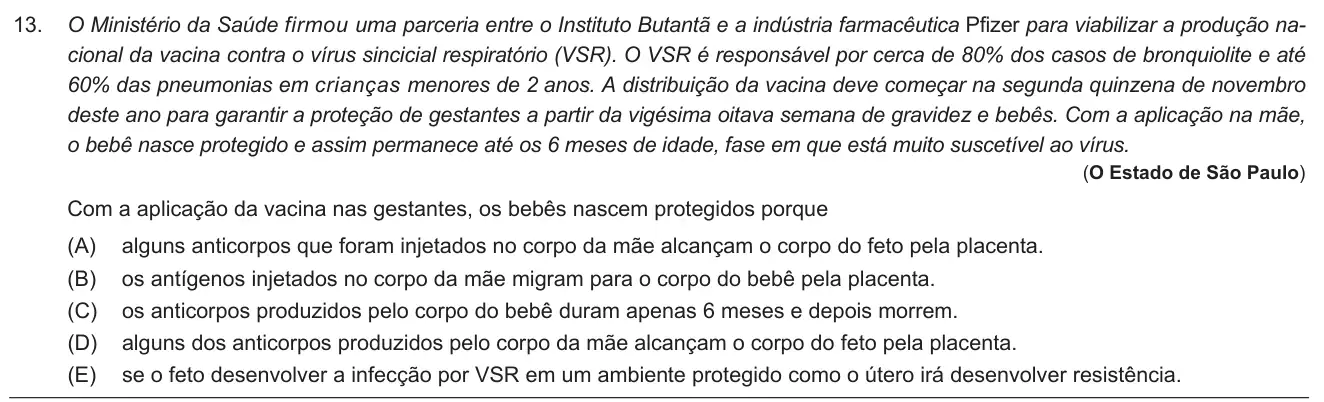 13. O Ministério da Saúde firmou uma parceria entre o Instituto Butantã e a indústria farmacêutica Pfizer para viabilizar a produção na-
cional da vacina contra o vírus sincicial respiratório (VSR). O VSR é responsável por cerca de 80% dos casos de bronquiolite e até
60% das pneumonias em crianças menores de 2 anos. A distribuição da vacina deve começar na segunda quinzena de novembro
deste ano para garantir a proteção de gestantes a partir da vigésima oitava semana de gravidez e bebês. Com a aplicação na mãe,
o bebê nasce protegido e assim permanece até os 6 meses de idade, fase em que está muito suscetível ao vírus.
(O Estado de São Paulo)
Com a aplicação da vacina nas gestantes, os bebês nascem protegidos porque
(A) alguns anticorpos que foram injetados no corpo da mãe alcançam o corpo do feto pela placenta.
(B) os antígenos injetados no corpo da mãe migram para o corpo do bebê pela placenta.
(C) os anticorpos produzidos pelo corpo do bebê duram apenas 6 meses e depois morrem.
(D) alguns dos anticorpos produzidos pelo corpo da mãe alcançam o corpo do feto pela placenta.
(E) se o feto desenvolver a infecção por VSR em um ambiente protegido como o útero irá desenvolver resistência.